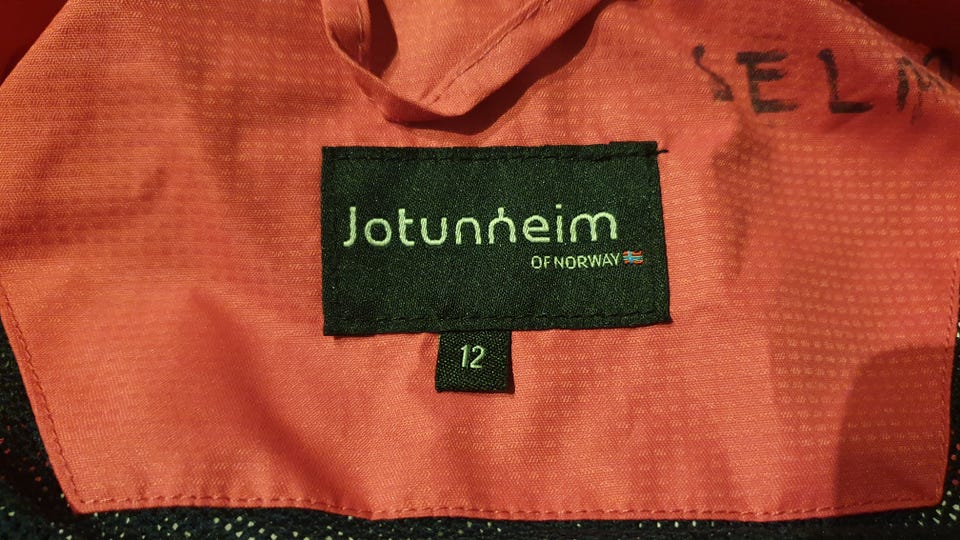 SELM
Jotunheim
OF NORWAY
12